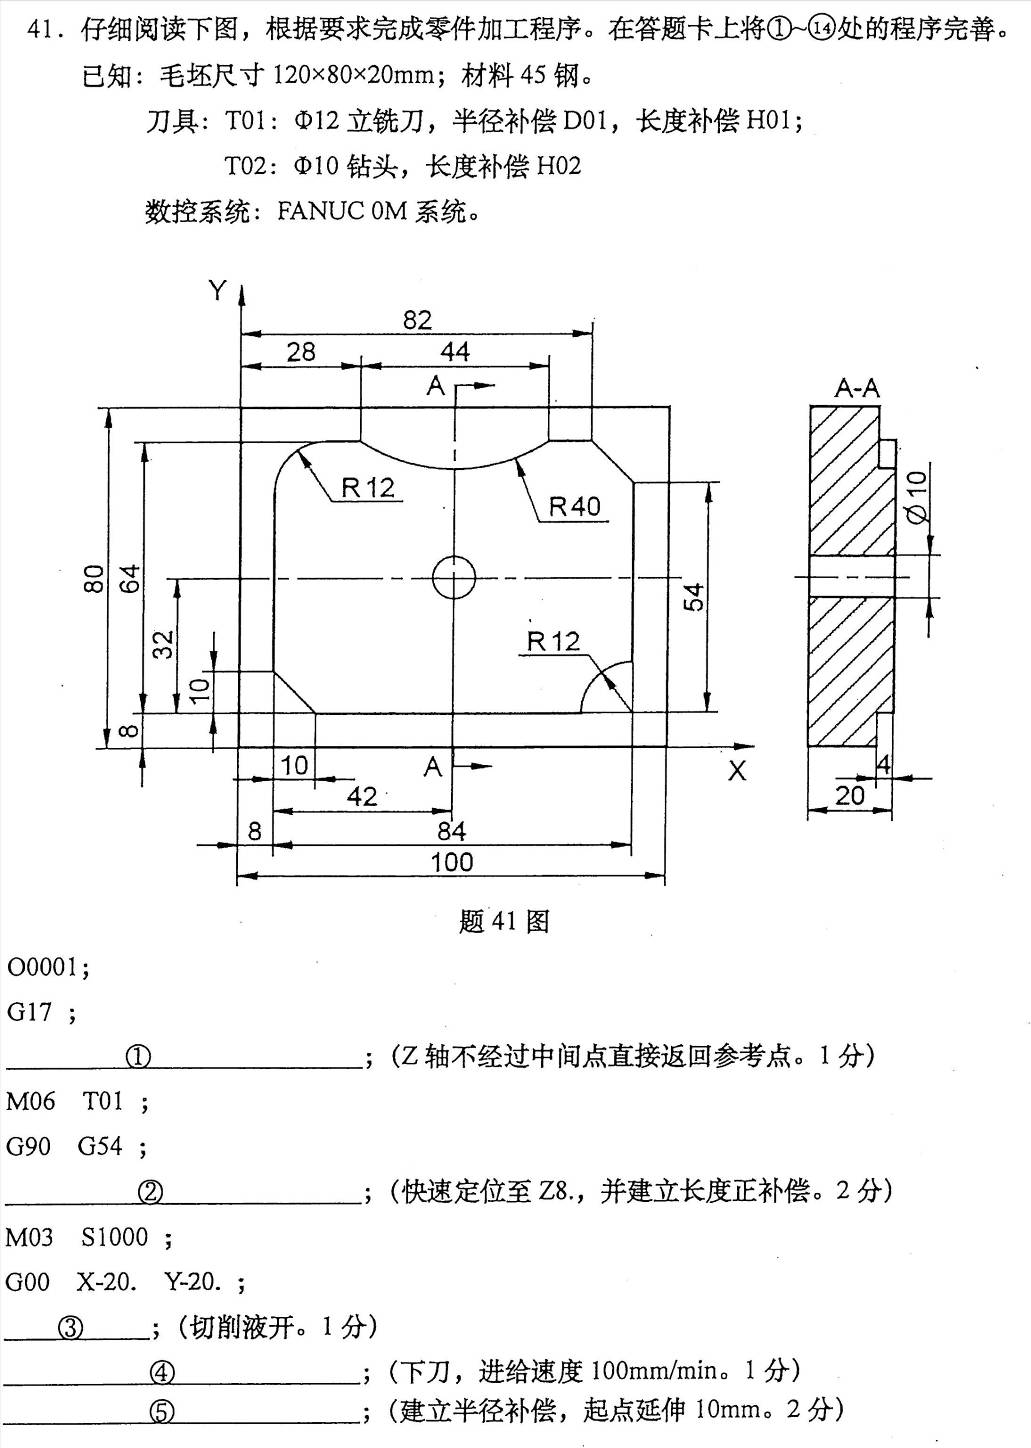 41．仔细阅读下图，根据要求完成零件加工程序。在答题卡上将①~⑭处的程序完善。
已知：毛坯尺寸 120×80×20mm；材料 45 钢。
刀具：T01：Φ12 立铣刀，半径补偿 D01，长度补偿 H01；
T02：Φ10 钻头，长度补偿 H02
数控系统：FANUC 0M 系统。
Y
82
28 44
A
A-A
R12
R40
Ø10
80
64
32
54
R12
10
8
10
A
X
4
42
20
8 84
100
题 41 图
O0001；
G17 ；
①；（Z 轴不经过中间点直接返回参考点。1 分）
M06 T01 ；
G90 G54 ；
②；（快速定位至 Z8.，并建立长度正补偿。2 分）
M03 S1000 ；
G00 X-20. Y-20. ；
③；（切削液开。1 分）
④；（下刀，进给速度 100mm/min。1 分）
⑤；（建立半径补偿，起点延伸 10mm。2 分）